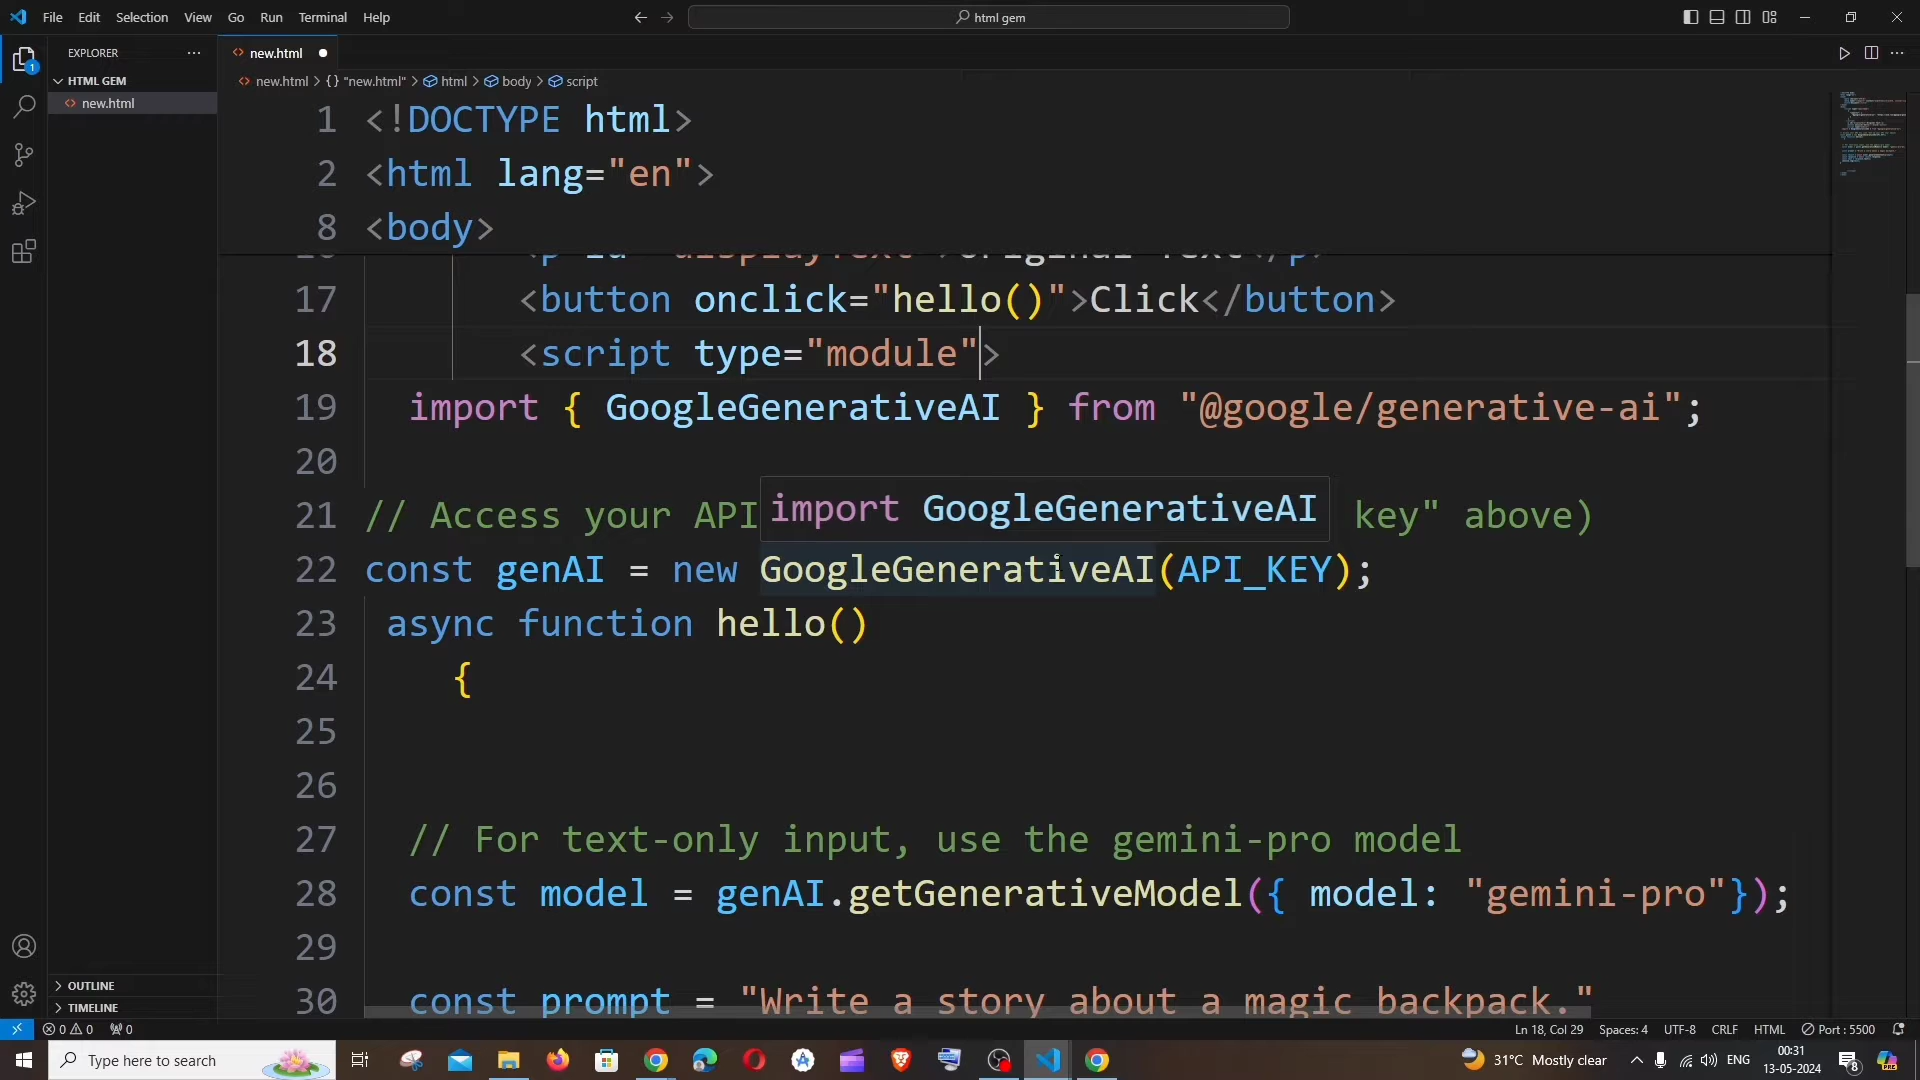 File Edit Selection View Go Run Terminal Help
html gem
EXPLORER
HTML GEM
new.html
new.html
new.html > {} "new.html" > html > body > script
1 <!DOCTYPE html>
2 <html lang="en">
8 <body>
17 <button onclick="hello()">Click</button>
18 <script type="module">
19 import { GoogleGenerativeAI } from "@google/generative-ai";
20
import GoogleGenerativeAI
21 // Access your API key" above)
22 const genAI = new GoogleGenerativeAI(API_KEY);
23 async function hello()
24 {
25
26
27 // For text-only input, use the gemini-pro model
28 const model = genAI.getGenerativeModel({ model: "gemini-pro"});
29
30 const prompt = "Write a story about a magic backpack."
OUTLINE
TIMELINE
0 0 0
Ln 18, Col 29 Spaces: 4 UTF-8 CRLF HTML Port : 5500
Type here to search
31°C Mostly clear
ENG
00:31
13-05-2024
8
1